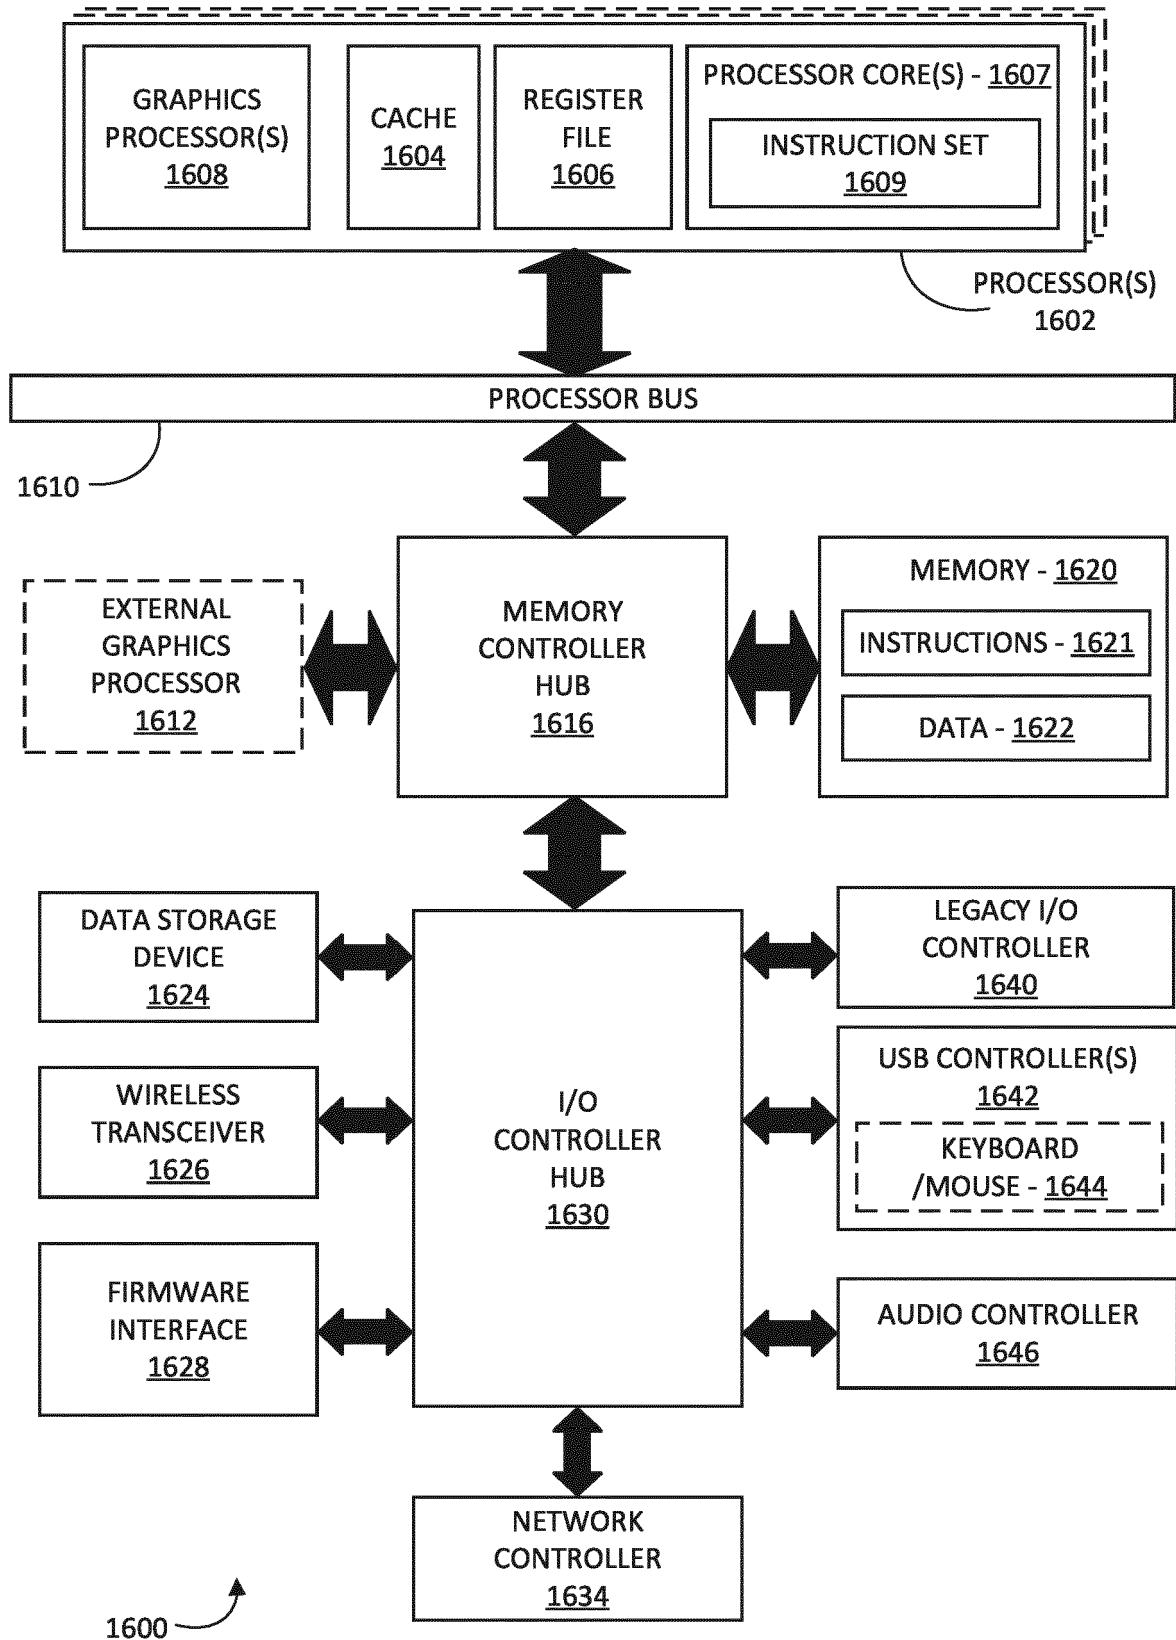 GRAPHICS
PROCESSOR(S)
1608
CACHE
1604
REGISTER
FILE
1606
PROCESSOR CORE(S) - 1607
INSTRUCTION SET
1609
PROCESSOR(S)
1602
PROCESSOR BUS
1610
EXTERNAL
GRAPHICS
PROCESSOR
1612
MEMORY
CONTROLLER
HUB
1616
MEMORY - 1620
INSTRUCTIONS - 1621
DATA - 1622
DATA STORAGE
DEVICE
1624
WIRELESS
TRANSCEIVER
1626
FIRMWARE
INTERFACE
1628
I/O
CONTROLLER
HUB
1630
LEGACY I/O
CONTROLLER
1640
USB CONTROLLER(S)
1642
KEYBOARD
/MOUSE - 1644
AUDIO CONTROLLER
1646
NETWORK
CONTROLLER
1634
1600